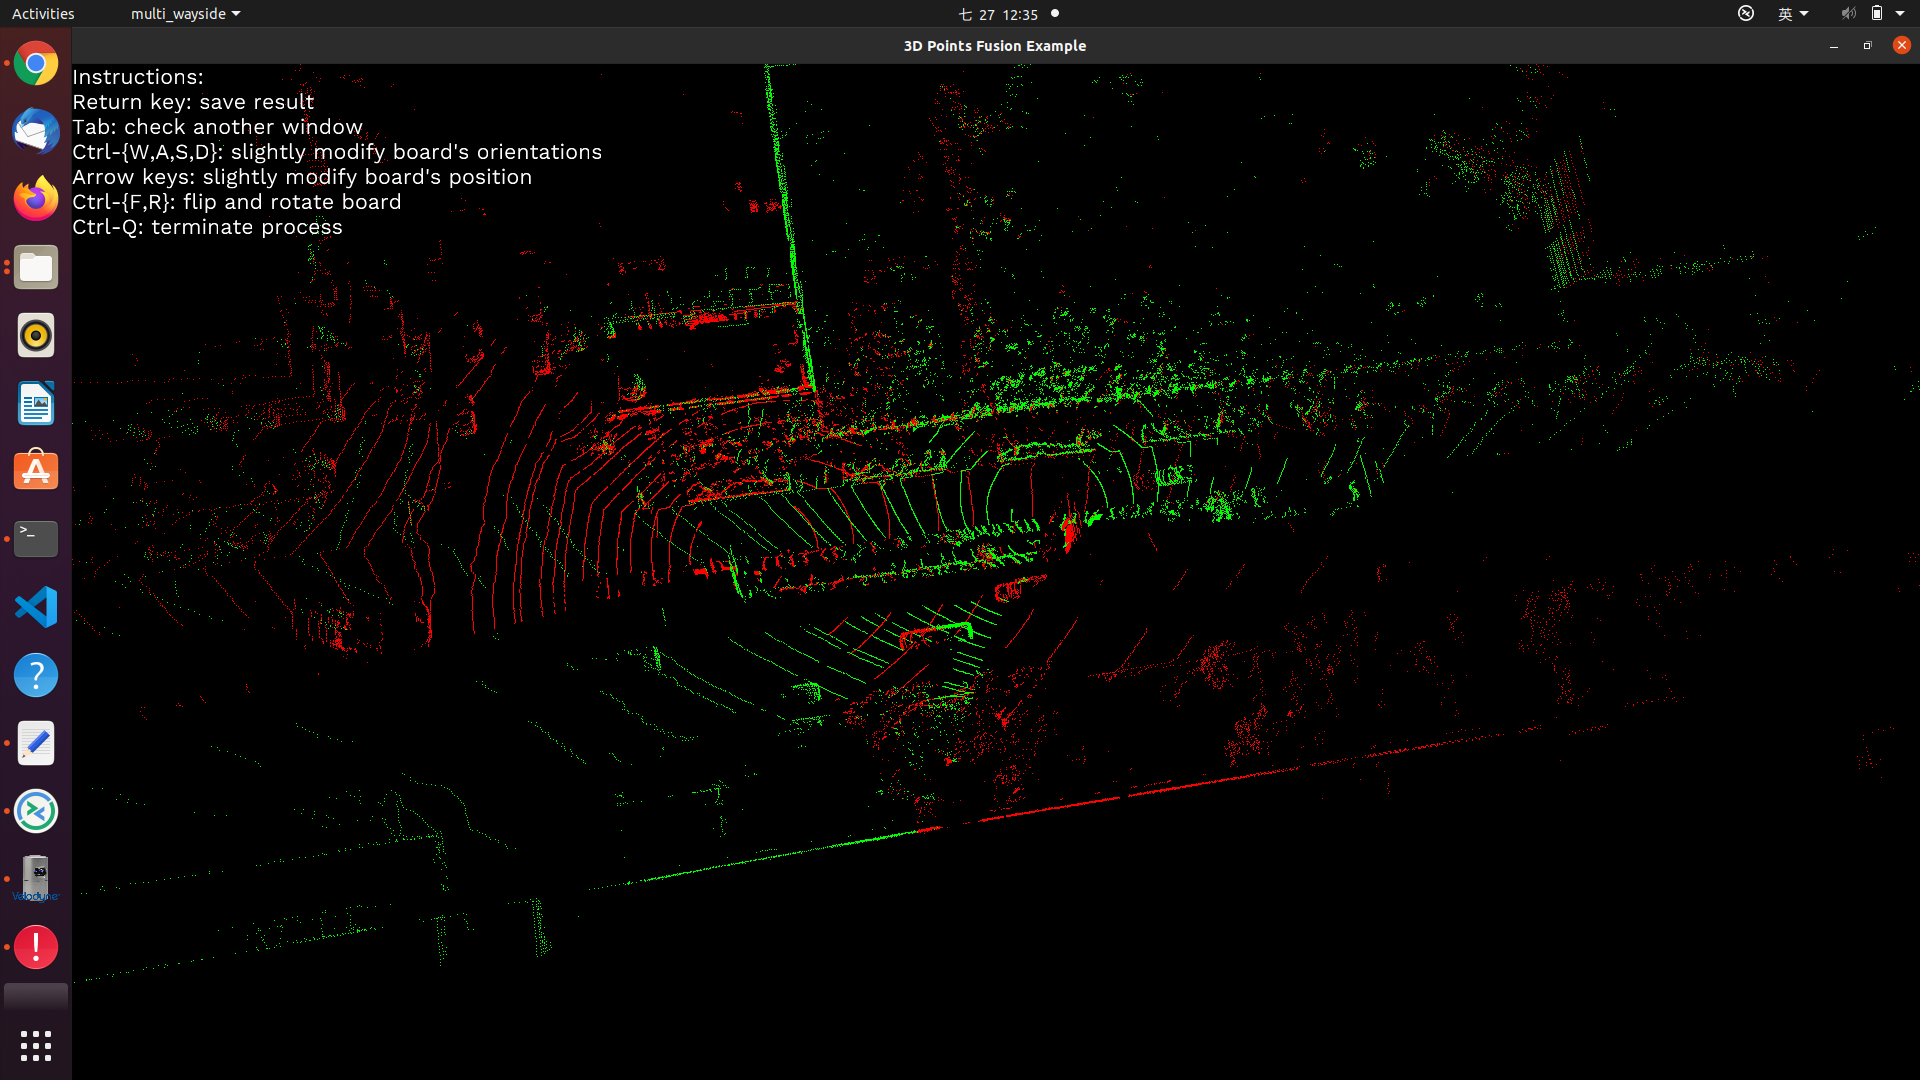 Activities
multi_wayside
七 27 12:35
英
3D Points Fusion Example
Instructions:
Return key: save result
Tab: check another window
Ctrl-{W,A,S,D}: slightly modify board's orientations
Arrow keys: slightly modify board's position
Ctrl-{F,R}: flip and rotate board
Ctrl-Q: terminate process
Velodyne